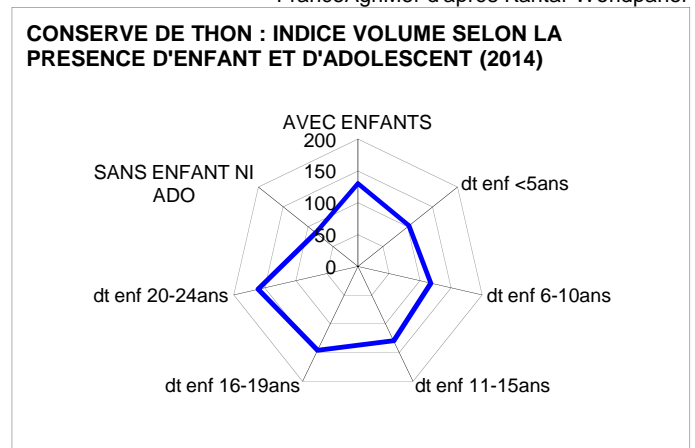 FranceAgriMer d'après Kantar Worldpanel
CONSERVE DE THON : INDICE VOLUME SELON LA
PRESENCE D'ENFANT ET D'ADOLESCENT (2014)
AVEC ENFANTS
200
150
100
50
0
SANS ENFANT NI
ADO
dt enf <5ans
dt enf 20-24ans
dt enf 6-10ans
dt enf 16-19ans
dt enf 11-15ans